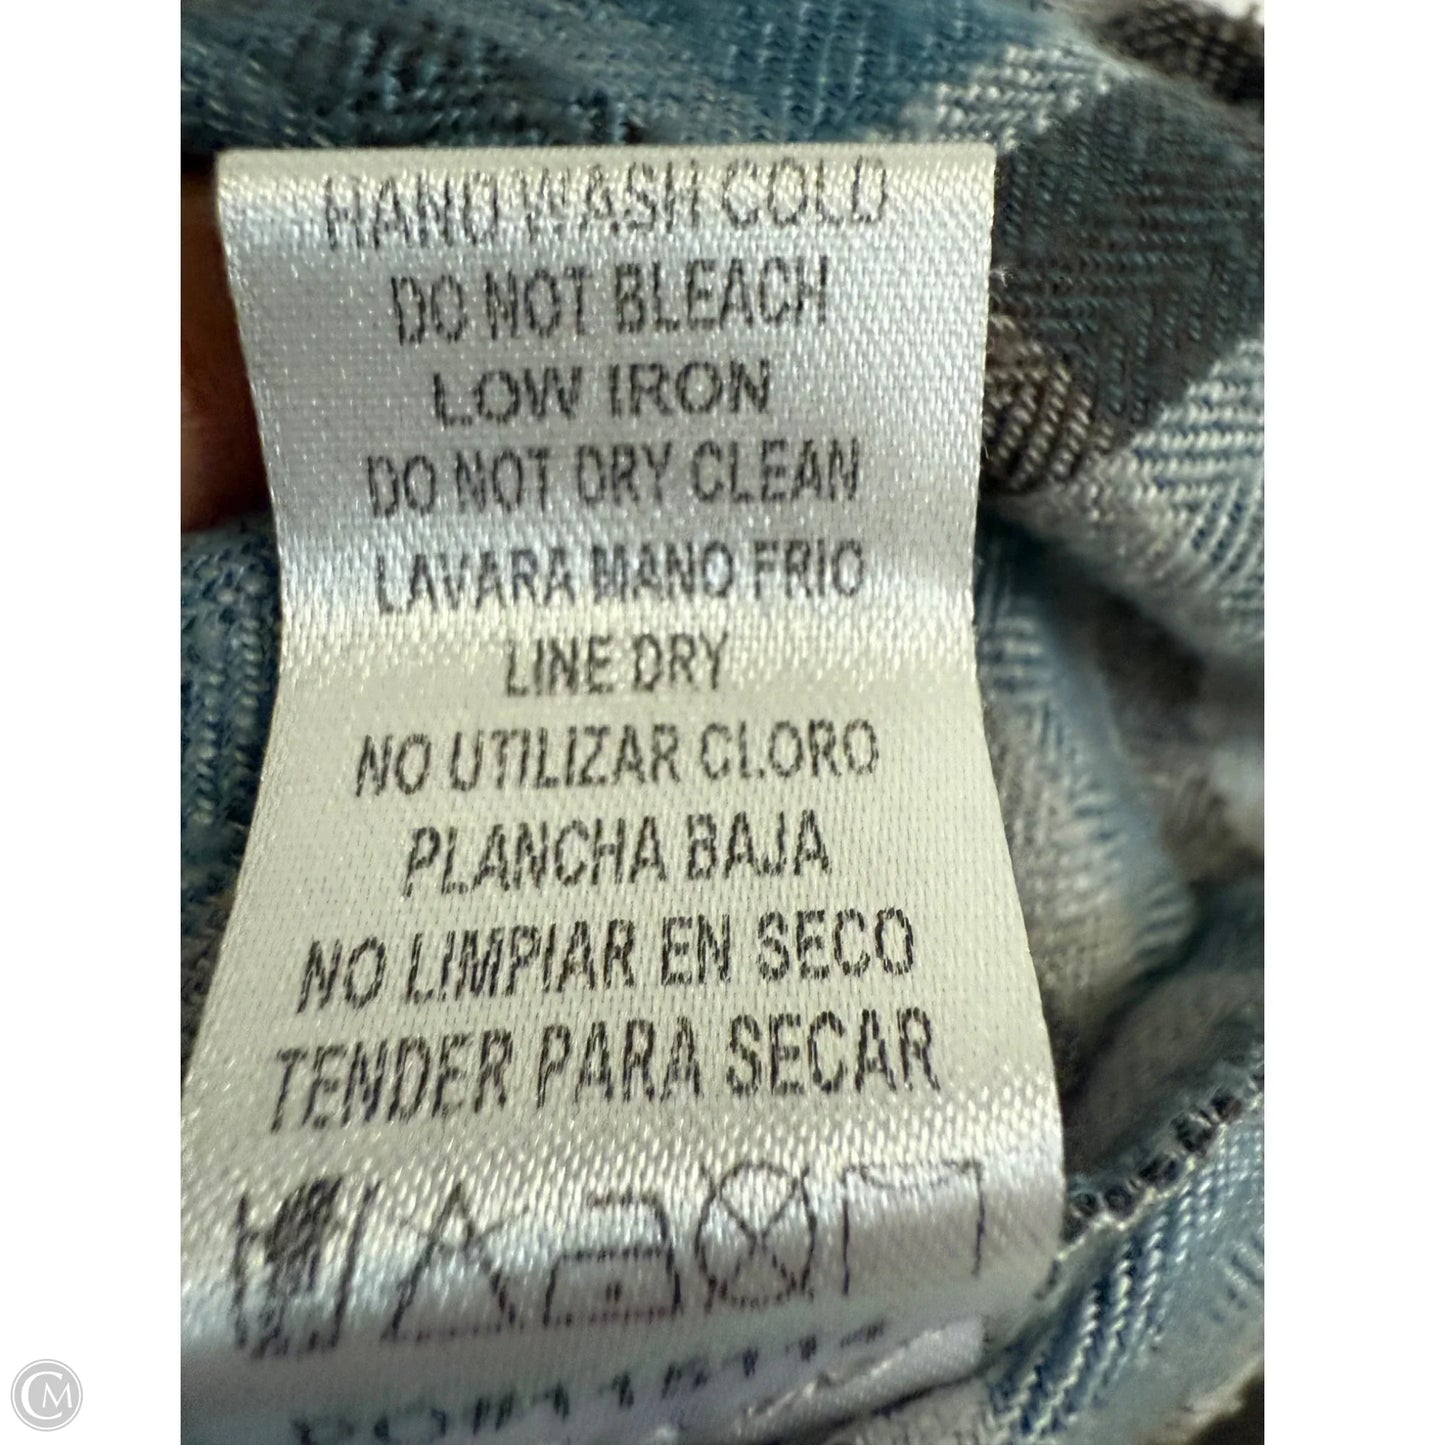 HAND WASH COLD
DO NOT BLEACH
LOW IRON
DO NOT DRY CLEAN
LAVARA MANO FRIO
LINE DRY
NO UTILIZAR CLORO
PLANCHA BAJA
NO LIMPIAR EN SECO
TENDER PARA SECAR
CM